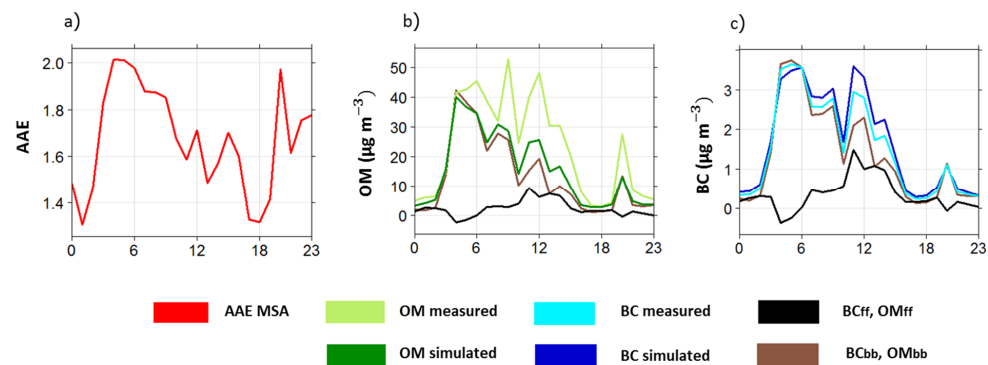 a)
AAE
2.0
1.8
1.6
1.4
0 6 12 18 23
b)
OM (µg m−3)
50
40
30
20
10
0
0 6 12 18 23
c)
BC (µg m−3)
3
2
1
0
0 6 12 18 23
AAE MSA
OM measured
BC measured
BCff, OMff
OM simulated
BC simulated
BCbb, OMbb